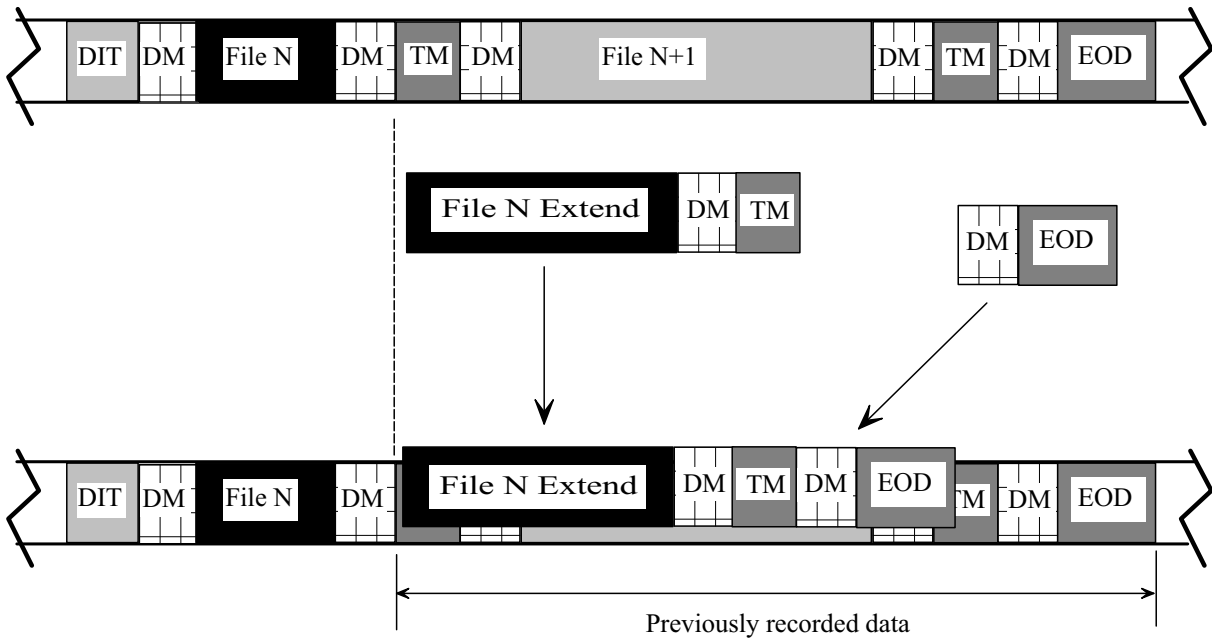 DIT DM File N DM TM DM File N+1 DM TM DM EOD
File N Extend DM TM
DM EOD
DIT DM File N DM File N Extend DM TM DM EOD TM DM EOD
Previously recorded data